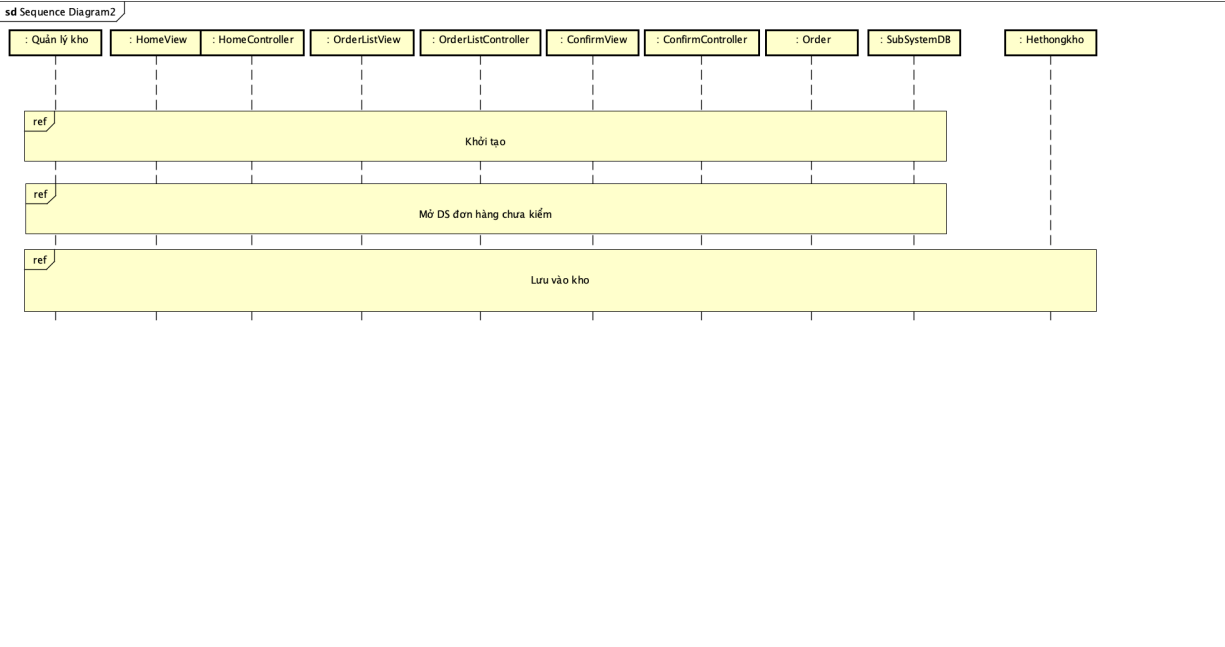 sd Sequence Diagram2
: Quản lý kho
: HomeView
: HomeController
: OrderListView
: OrderListController
: ConfirmView
: ConfirmController
: Order
: SubSystemDB
: Hethongkho
ref
Khởi tạo
ref
Mở DS đơn hàng chưa kiểm
ref
Lưu vào kho